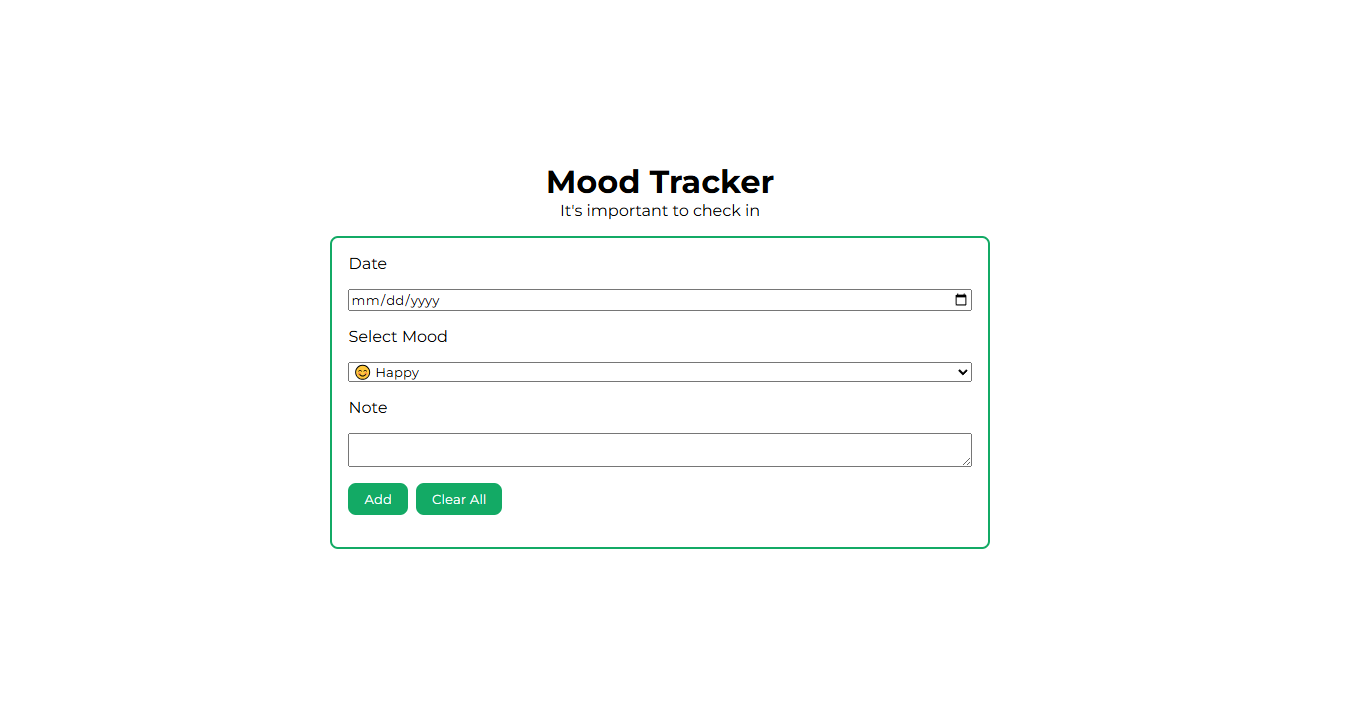 Mood Tracker
It's important to check in
Date
mm/dd/yyyy
Select Mood
😊 Happy
Note
Add Clear All